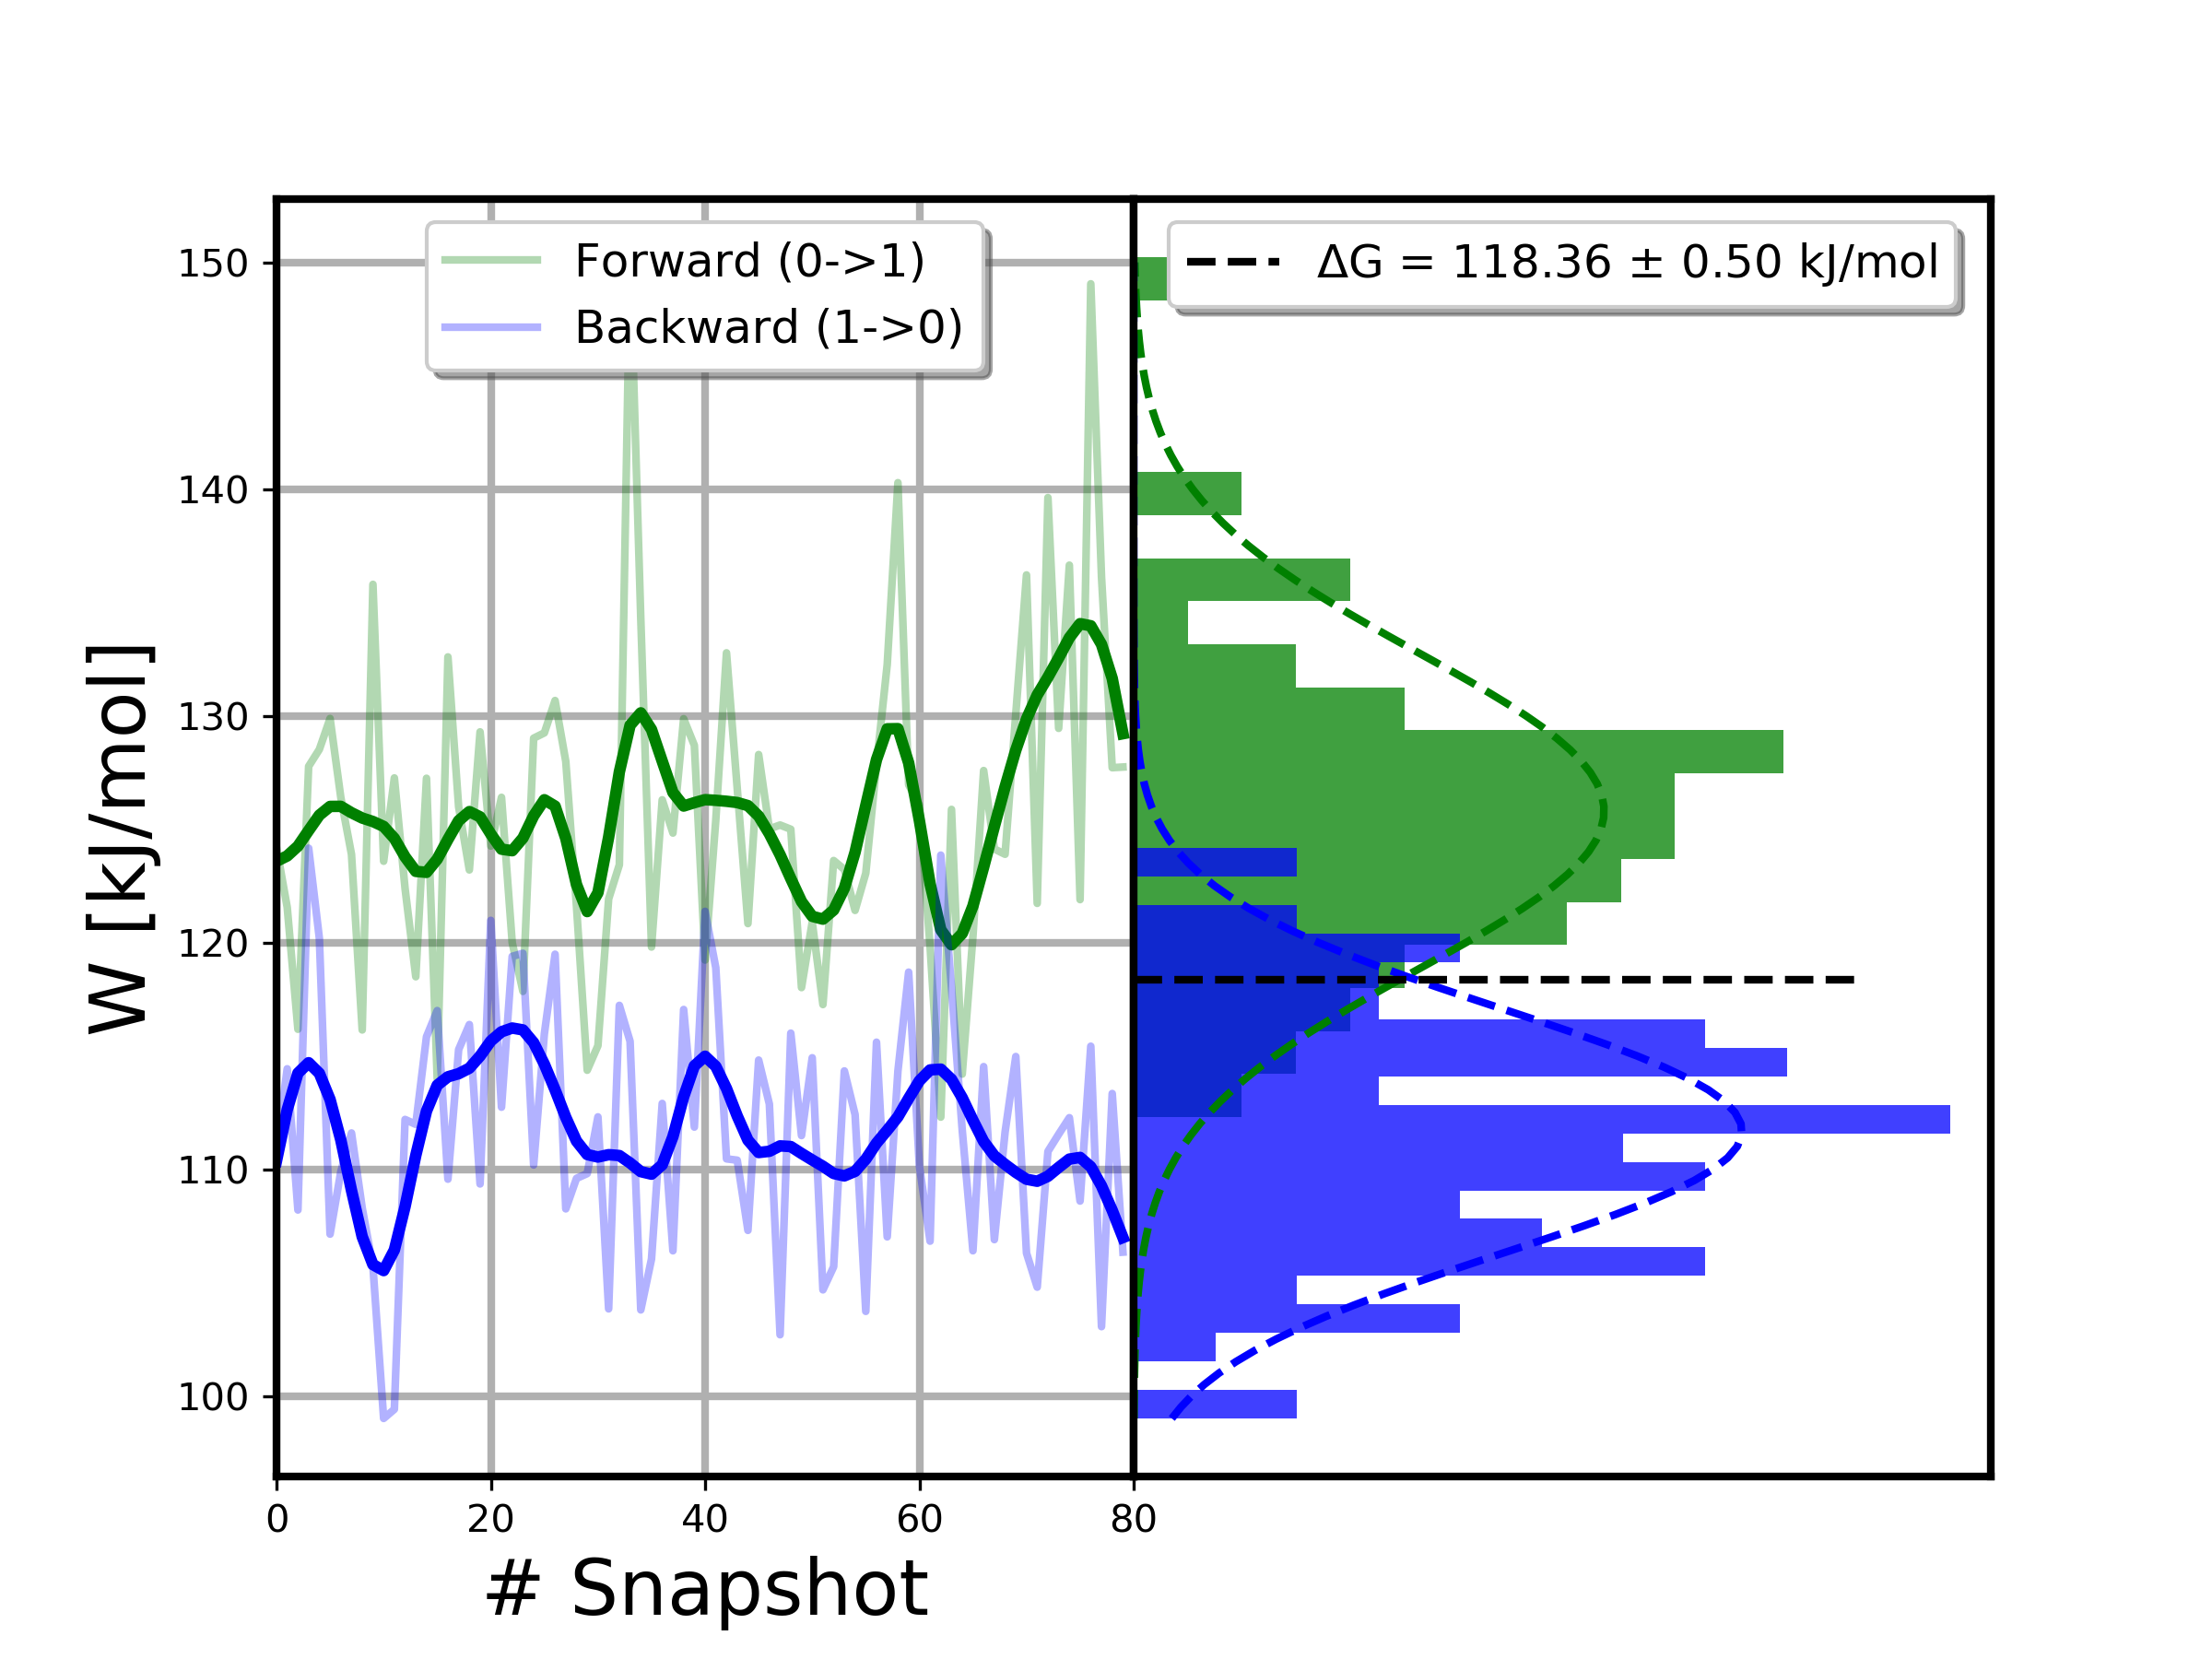 Forward (0->1)
Backward (1->0)
ΔG = 118.36 ± 0.50 kJ/mol
W [kJ/mol]
150
140
130
120
110
100
0 20 40 60 80
# Snapshot